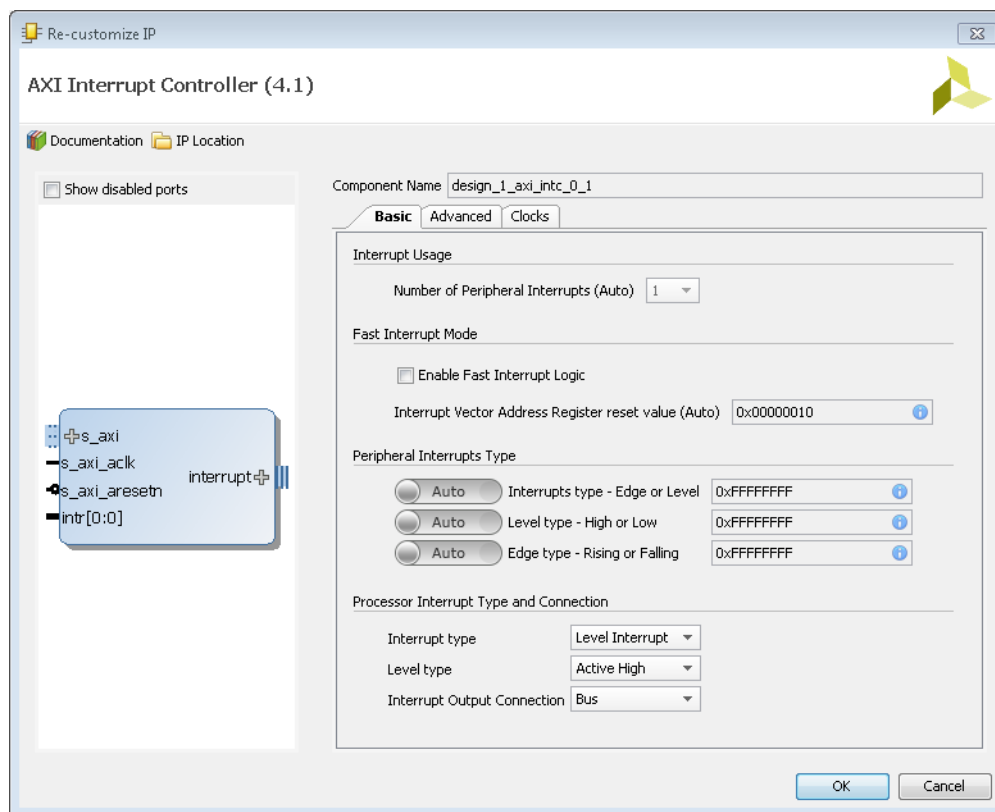 Re-customize IP
AXI Interrupt Controller (4.1)
Documentation IP Location
Show disabled ports
s_axi
s_axi_aclk
s_axi_aresetn
intr[0:0]
interrupt
Component Name design_1_axi_intc_0_1
Basic Advanced Clocks
Interrupt Usage
Number of Peripheral Interrupts (Auto) 1
Fast Interrupt Mode
Enable Fast Interrupt Logic
Interrupt Vector Address Register reset value (Auto) 0x00000010
Peripheral Interrupts Type
Auto Interrupts type - Edge or Level 0xFFFFFFFF
Auto Level type - High or Low 0xFFFFFFFF
Auto Edge type - Rising or Falling 0xFFFFFFFF
Processor Interrupt Type and Connection
Interrupt type Level Interrupt
Level type Active High
Interrupt Output Connection Bus
OK Cancel